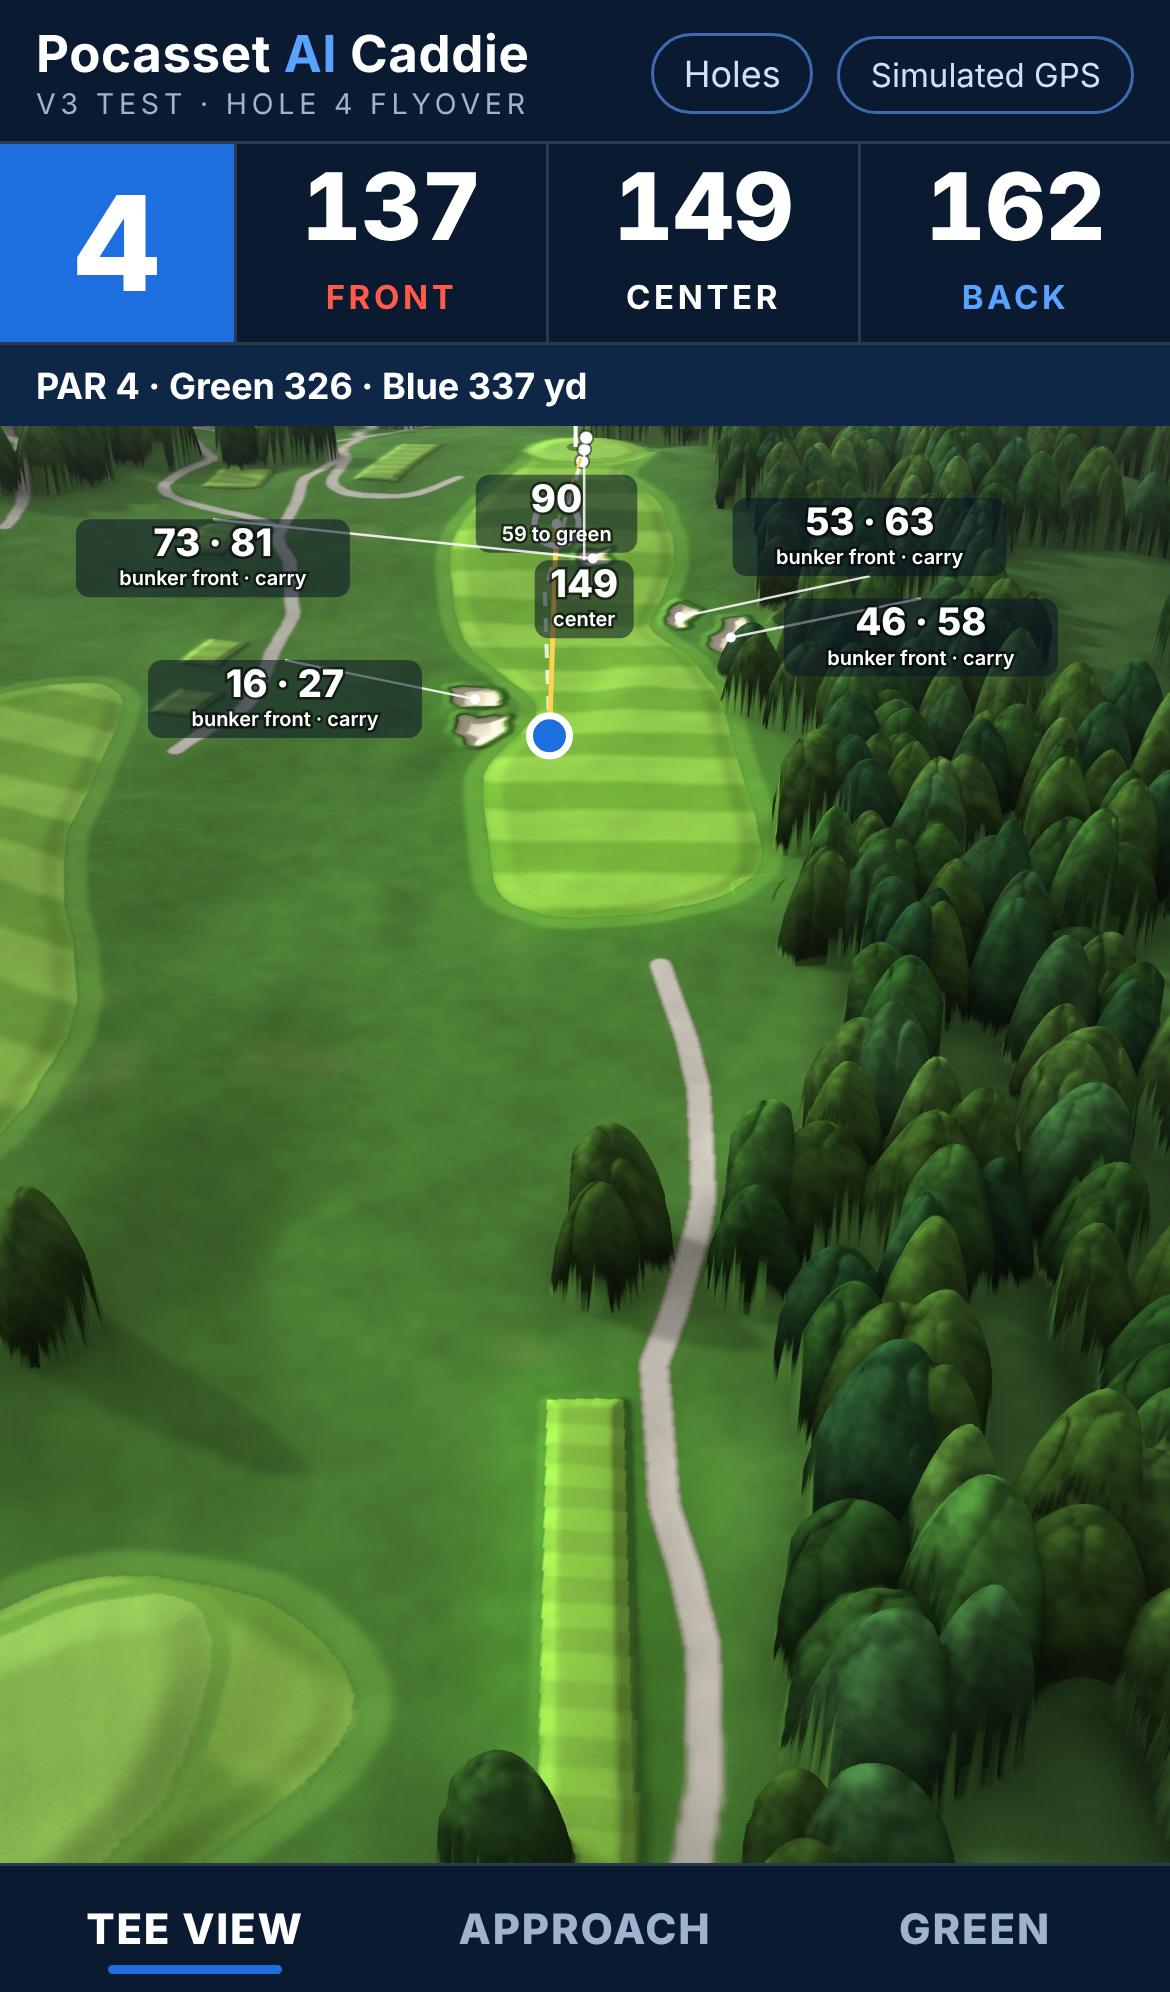 Pocasset AI Caddie
V3 TEST · HOLE 4 FLYOVER
Holes
Simulated GPS
4
137
FRONT
149
CENTER
162
BACK
PAR 4 · Green 326 · Blue 337 yd
90
59 to green
53 · 63
bunker front · carry
73 · 81
bunker front · carry
149
center
46 · 58
bunker front · carry
16 · 27
bunker front · carry
TEE VIEW
APPROACH
GREEN